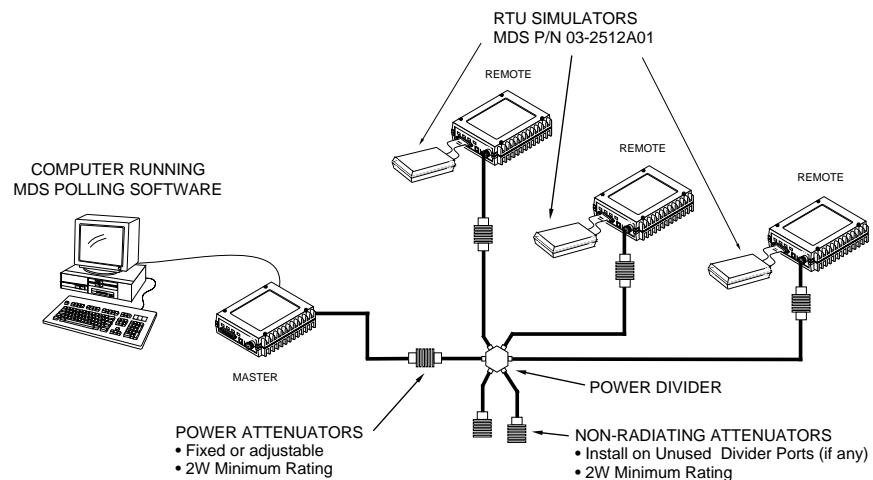 RTU SIMULATORS
MDS P/N 03-2512A01
REMOTE
REMOTE
REMOTE
COMPUTER RUNNING
MDS POLLING SOFTWARE
MASTER
POWER DIVIDER
POWER ATTENUATORS
• Fixed or adjustable
• 2W Minimum Rating
NON-RADIATING ATTENUATORS
• Install on Unused Divider Ports (if any)
• 2W Minimum Rating